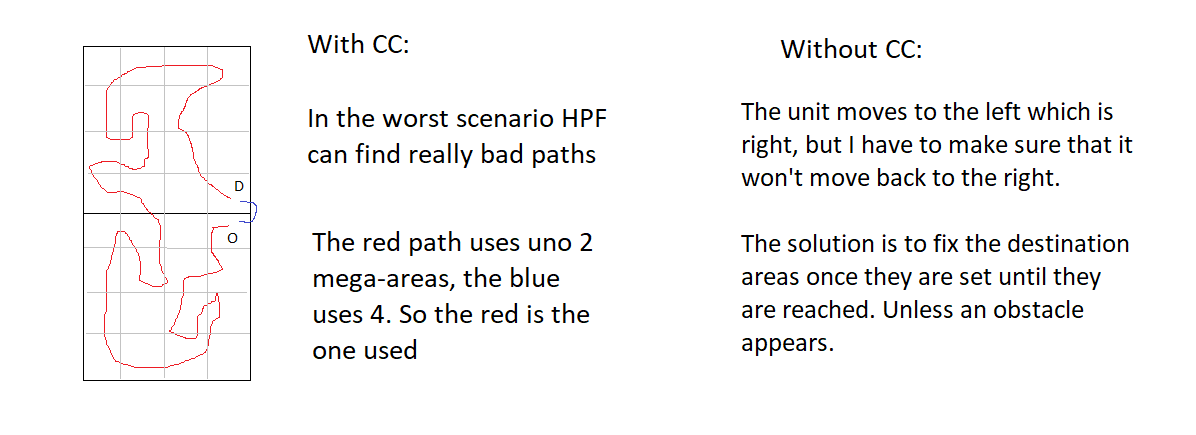 With CC:
In the worst scenario HPF
can find really bad paths
The red path uses uno 2
mega-areas, the blue
uses 4. So the red is the
one used
D
O
Without CC:
The unit moves to the left which is
right, but I have to make sure that it
won't move back to the right.
The solution is to fix the destination
areas once they are set until they
are reached. Unless an obstacle
appears.